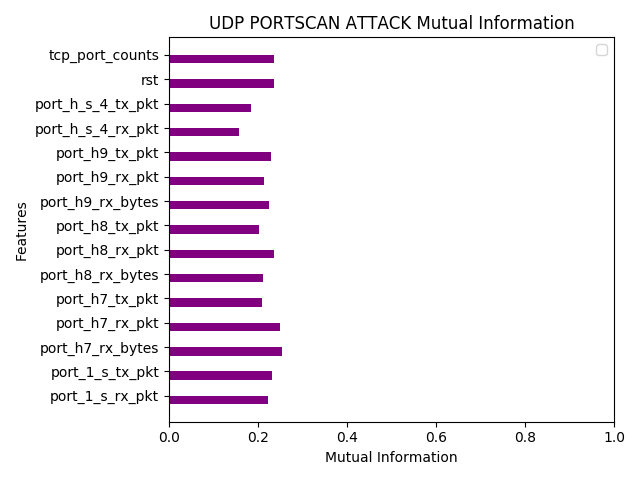 UDP PORTSCAN ATTACK Mutual Information
tcp_port_counts
rst
port_h_s_4_tx_pkt
port_h_s_4_rx_pkt
port_h9_tx_pkt
port_h9_rx_pkt
port_h9_rx_bytes
port_h8_tx_pkt
port_h8_rx_pkt
port_h8_rx_bytes
port_h7_tx_pkt
port_h7_rx_pkt
port_h7_rx_bytes
port_1_s_tx_pkt
port_1_s_rx_pkt
Features
0.0 0.2 0.4 0.6 0.8 1.0
Mutual Information